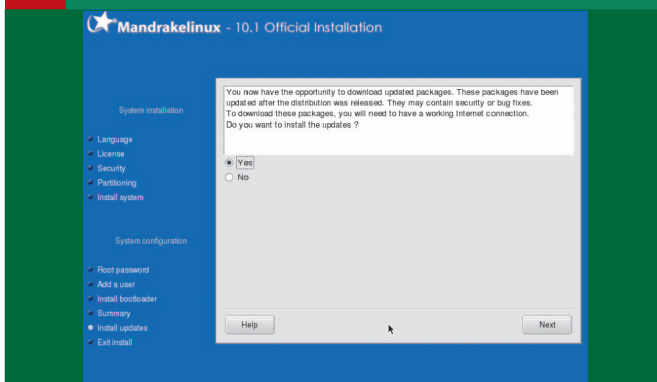 Mandrakelinux - 10.1 Official Installation
System installation
Language
License
Security
Partitioning
Install system
System configuration
Root password
Add a user
Install bootloader
Summary
Install updates
Exit install
You now have the opportunity to download updated packages. These packages have been
updated after the distribution was released. They may contain security or bug fixes.
To download these packages, you will need to have a working Internet connection.
Do you want to install the updates ?
Yes
No
Help
Next